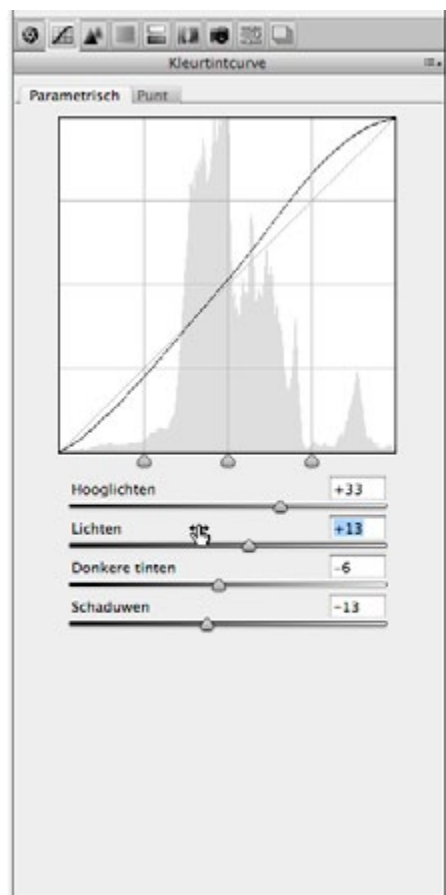 Kleurtintcurve
Parametrisch Punt
Hooglichten +33
Lichten +13
Donkere tinten -6
Schaduwen -13